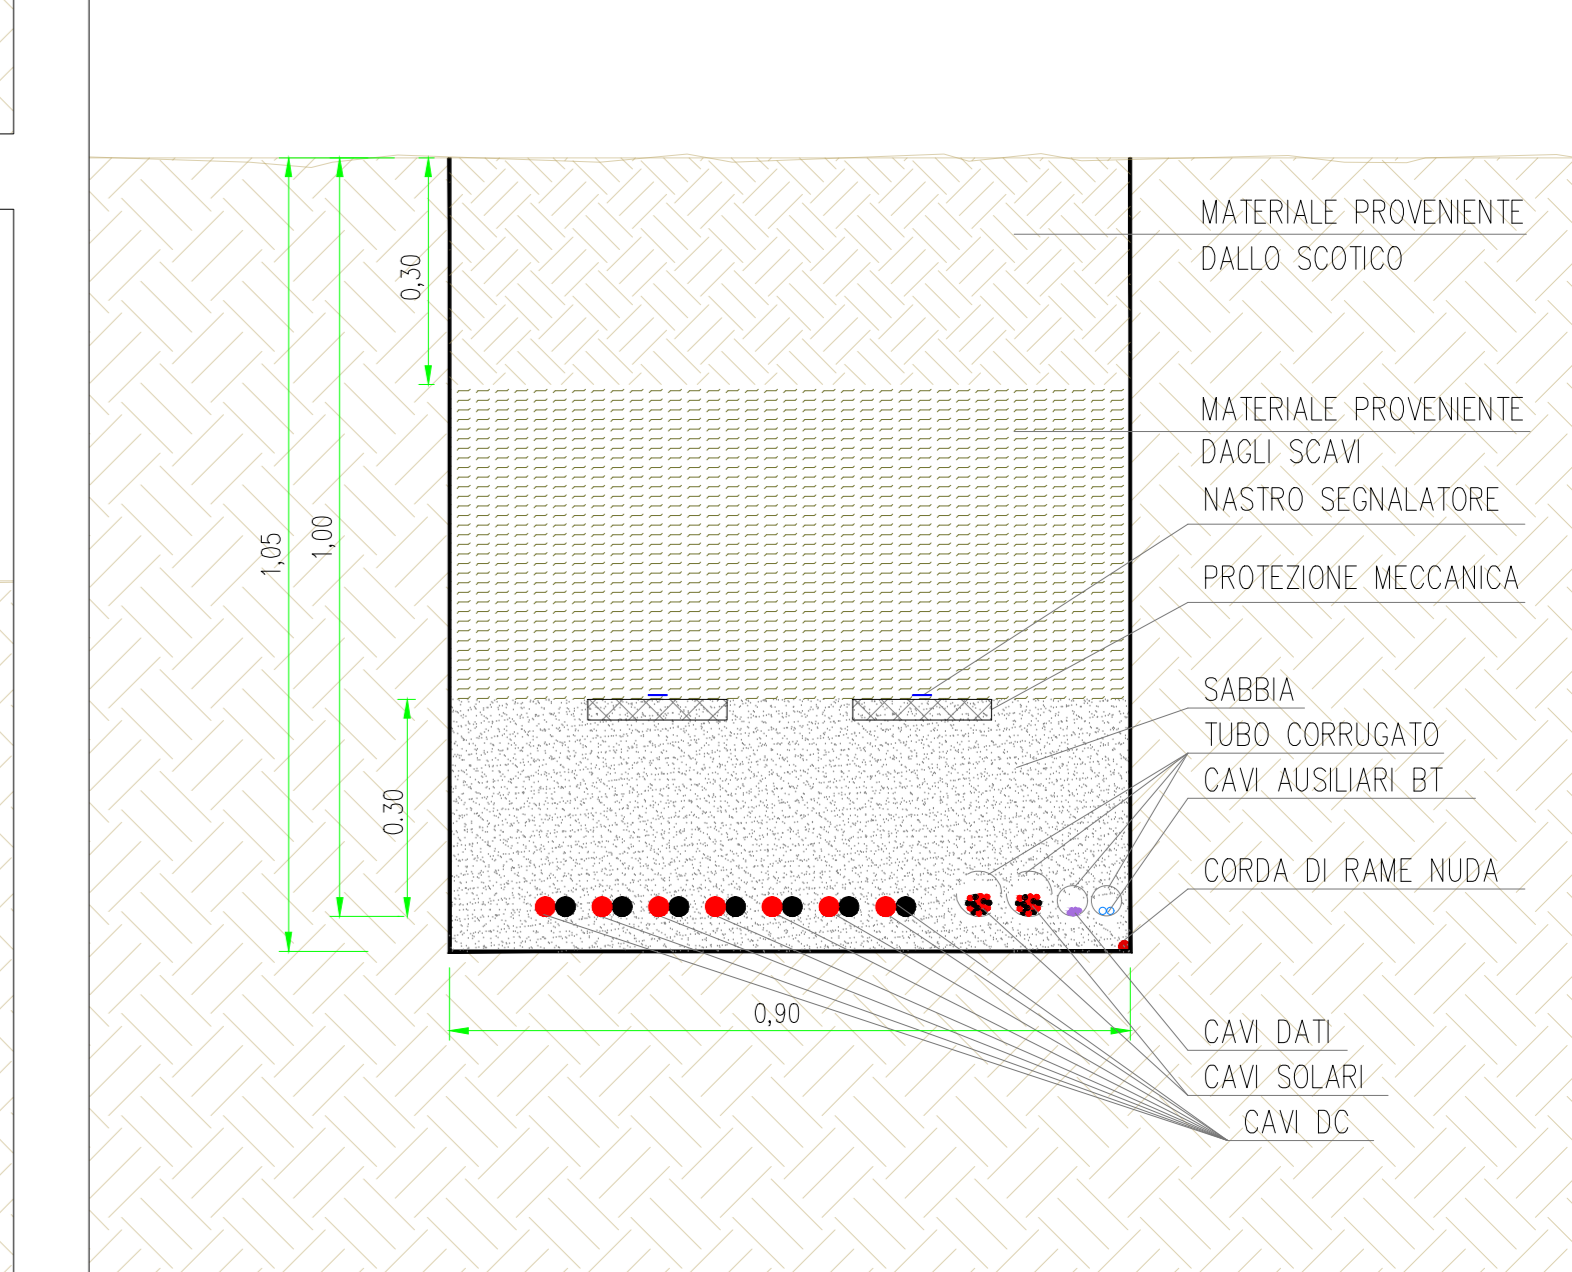 MATERIALE PROVENIENTE
DALLO SCOTICO
0,30
MATERIALE PROVENIENTE
DAGLI SCAVI
NASTRO SEGNALATORE
1,05
1,00
PROTEZIONE MECCANICA
SABBIA
TUBO CORRUGATO
CAVI AUSILIARI BT
0.30
CORDA DI RAME NUDA
0,90
CAVI DATI
CAVI SOLARI
CAVI DC